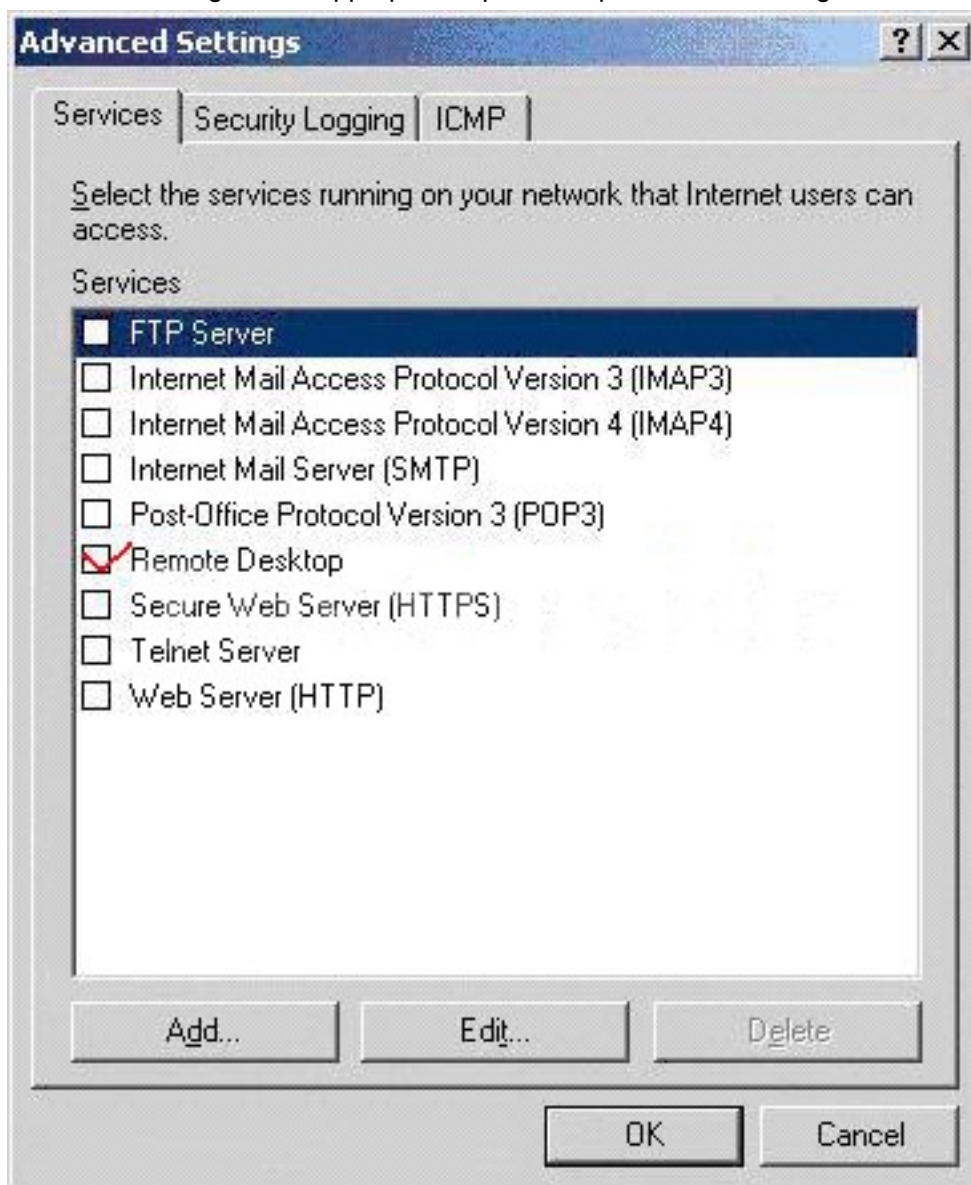 Advanced Settings
? X
Services
Security Logging
ICMP
Select the services running on your network that Internet users can
access.
Services
FTP Server
Internet Mail Access Protocol Version 3 (IMAP3)
Internet Mail Access Protocol Version 4 (IMAP4)
Internet Mail Server (SMTP)
Post-Office Protocol Version 3 (POP3)
Remote Desktop
Secure Web Server (HTTPS)
Telnet Server
Web Server (HTTP)
Add...
Edit...
Delete
OK
Cancel